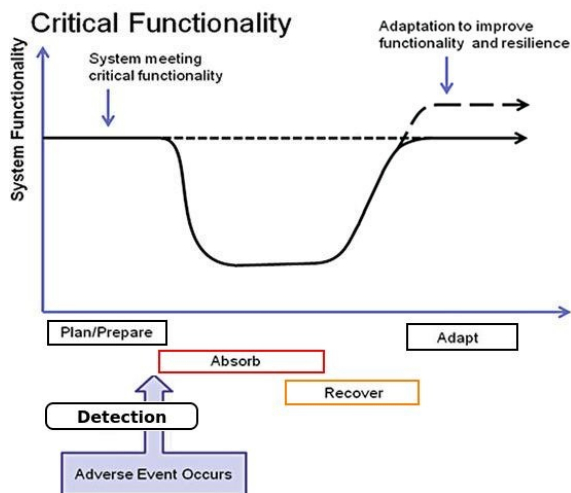 Critical Functionality
System meeting
critical functionality
Adaptation to improve
functionality and resilience
System Functionality
Plan/Prepare
Adapt
Absorb
Recover
Detection
Adverse Event Occurs